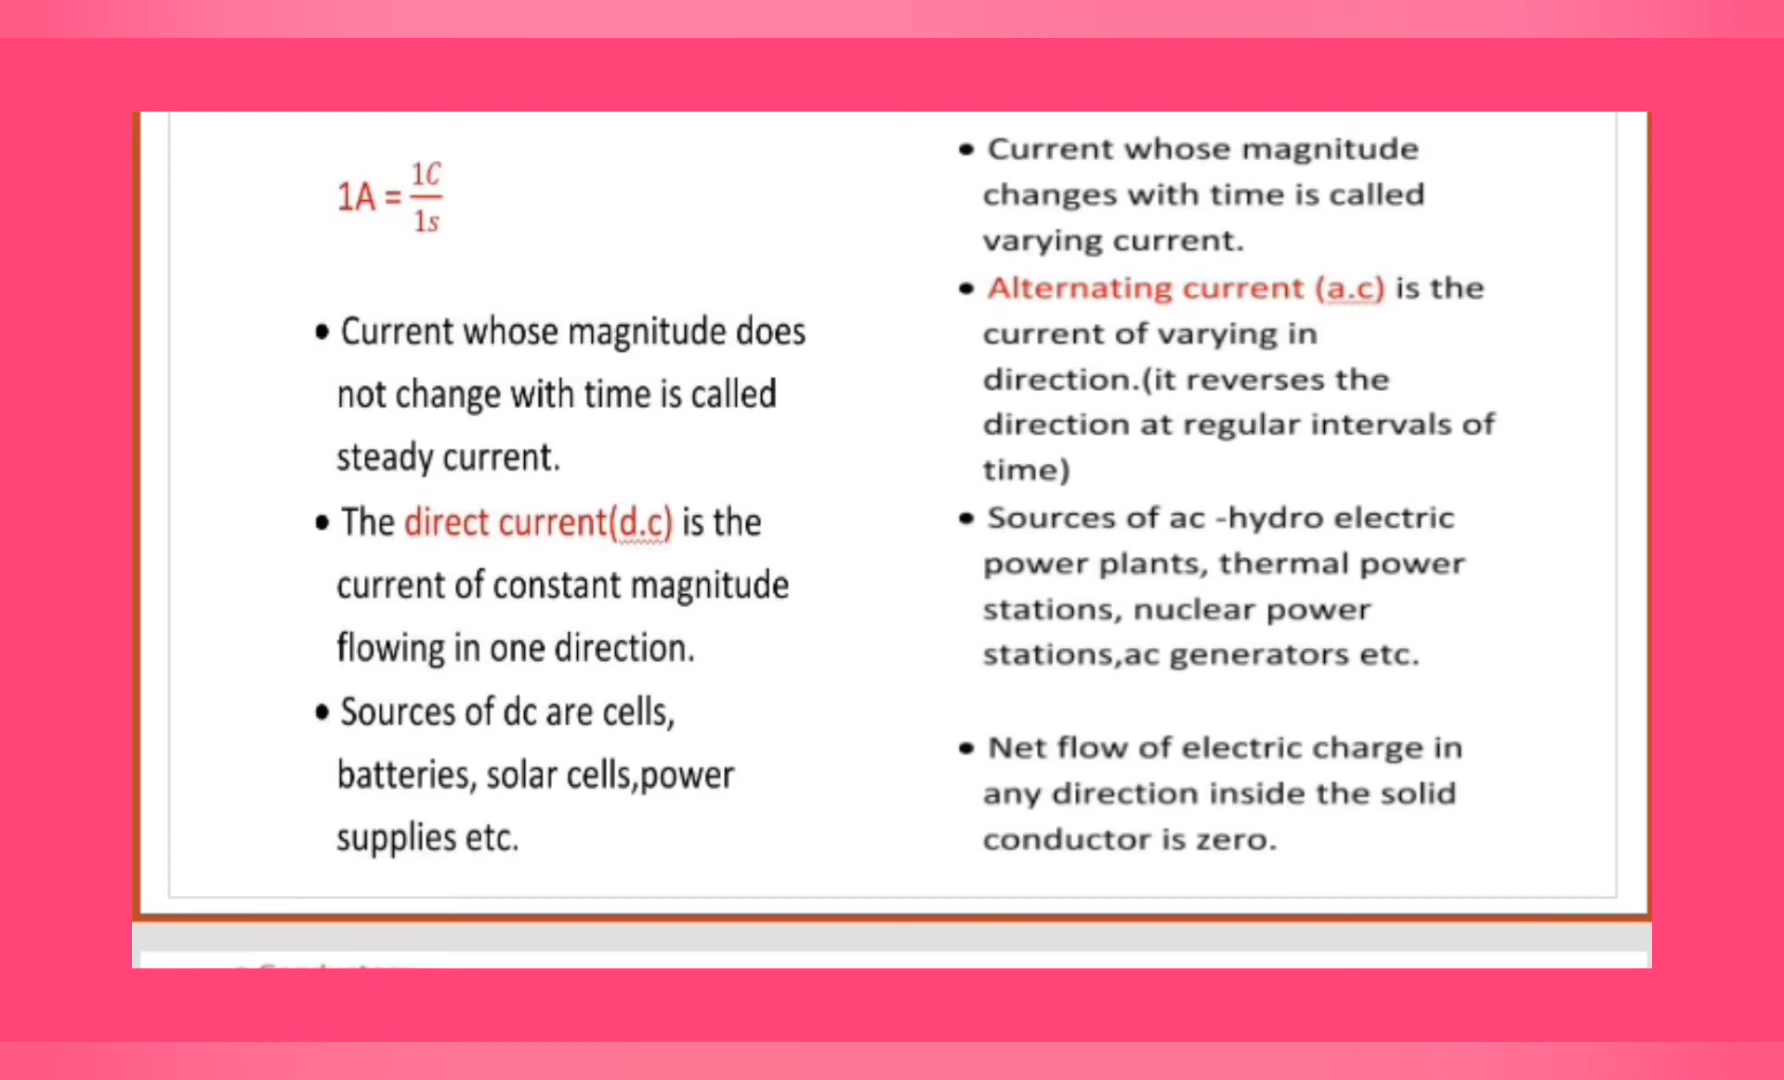 1A = 1C/1s
• Current whose magnitude does
not change with time is called
steady current.
• The direct current(d.c) is the
current of constant magnitude
flowing in one direction.
• Sources of dc are cells,
batteries, solar cells,power
supplies etc.
• Current whose magnitude
changes with time is called
varying current.
• Alternating current (a.c) is the
current of varying in
direction.(it reverses the
direction at regular intervals of
time)
• Sources of ac -hydro electric
power plants, thermal power
stations, nuclear power
stations,ac generators etc.
• Net flow of electric charge in
any direction inside the solid
conductor is zero.